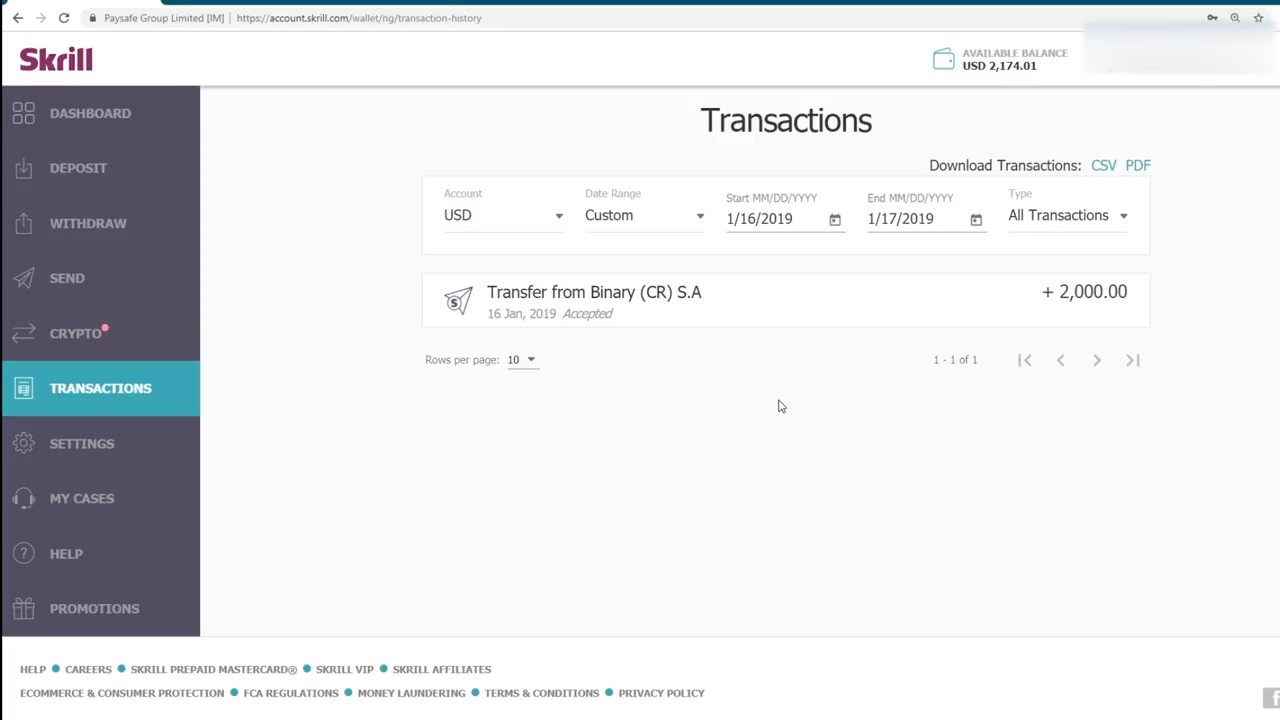 Paysafe Group Limited [IM] | https://account.skrill.com/wallet/ng/transaction-history
Skrill
AVAILABLE BALANCE
USD 2,174.01
DASHBOARD
DEPOSIT
WITHDRAW
SEND
CRYPTO
TRANSACTIONS
SETTINGS
MY CASES
HELP
PROMOTIONS
Transactions
Download Transactions: CSV PDF
Account Date Range Start MM/DD/YYYY End MM/DD/YYYY Type
USD Custom 1/16/2019 1/17/2019 All Transactions
Transfer from Binary (CR) S.A + 2,000.00
16 Jan, 2019 Accepted
Rows per page: 10 1 - 1 of 1
HELP CAREERS SKRILL PREPAID MASTERCARD® SKRILL VIP SKRILL AFFILIATES
ECOMMERCE & CONSUMER PROTECTION FCA REGULATIONS MONEY LAUNDERING TERMS & CONDITIONS PRIVACY POLICY